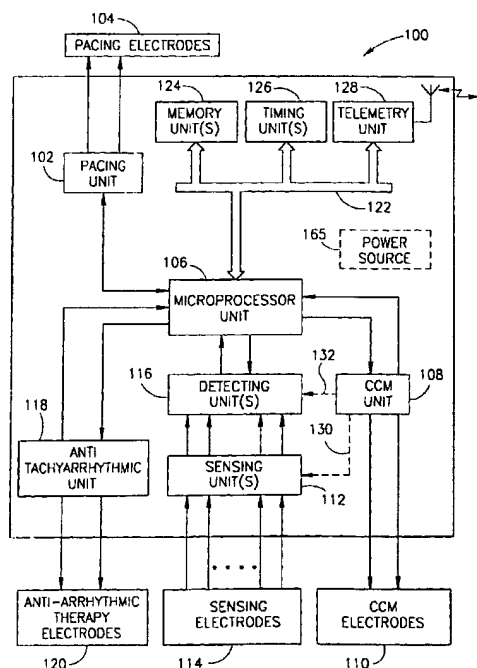 104
PACING ELECTRODES
100
124
126
128
MEMORY
UNIT(S)
TIMING
UNIT(S)
TELEMETRY
UNIT
102
PACING
UNIT
122
165
POWER
SOURCE
106
MICROPROCESSOR
UNIT
132
116
DETECTING
UNIT(S)
CCM
UNIT
108
118
130
ANTI
TACHYARRHYTHMIC
UNIT
SENSING
UNIT(S)
112
ANTI-ARRHYTHMIC
THERAPY
ELECTRODES
SENSING
ELECTRODES
CCM
ELECTRODES
120
114
110